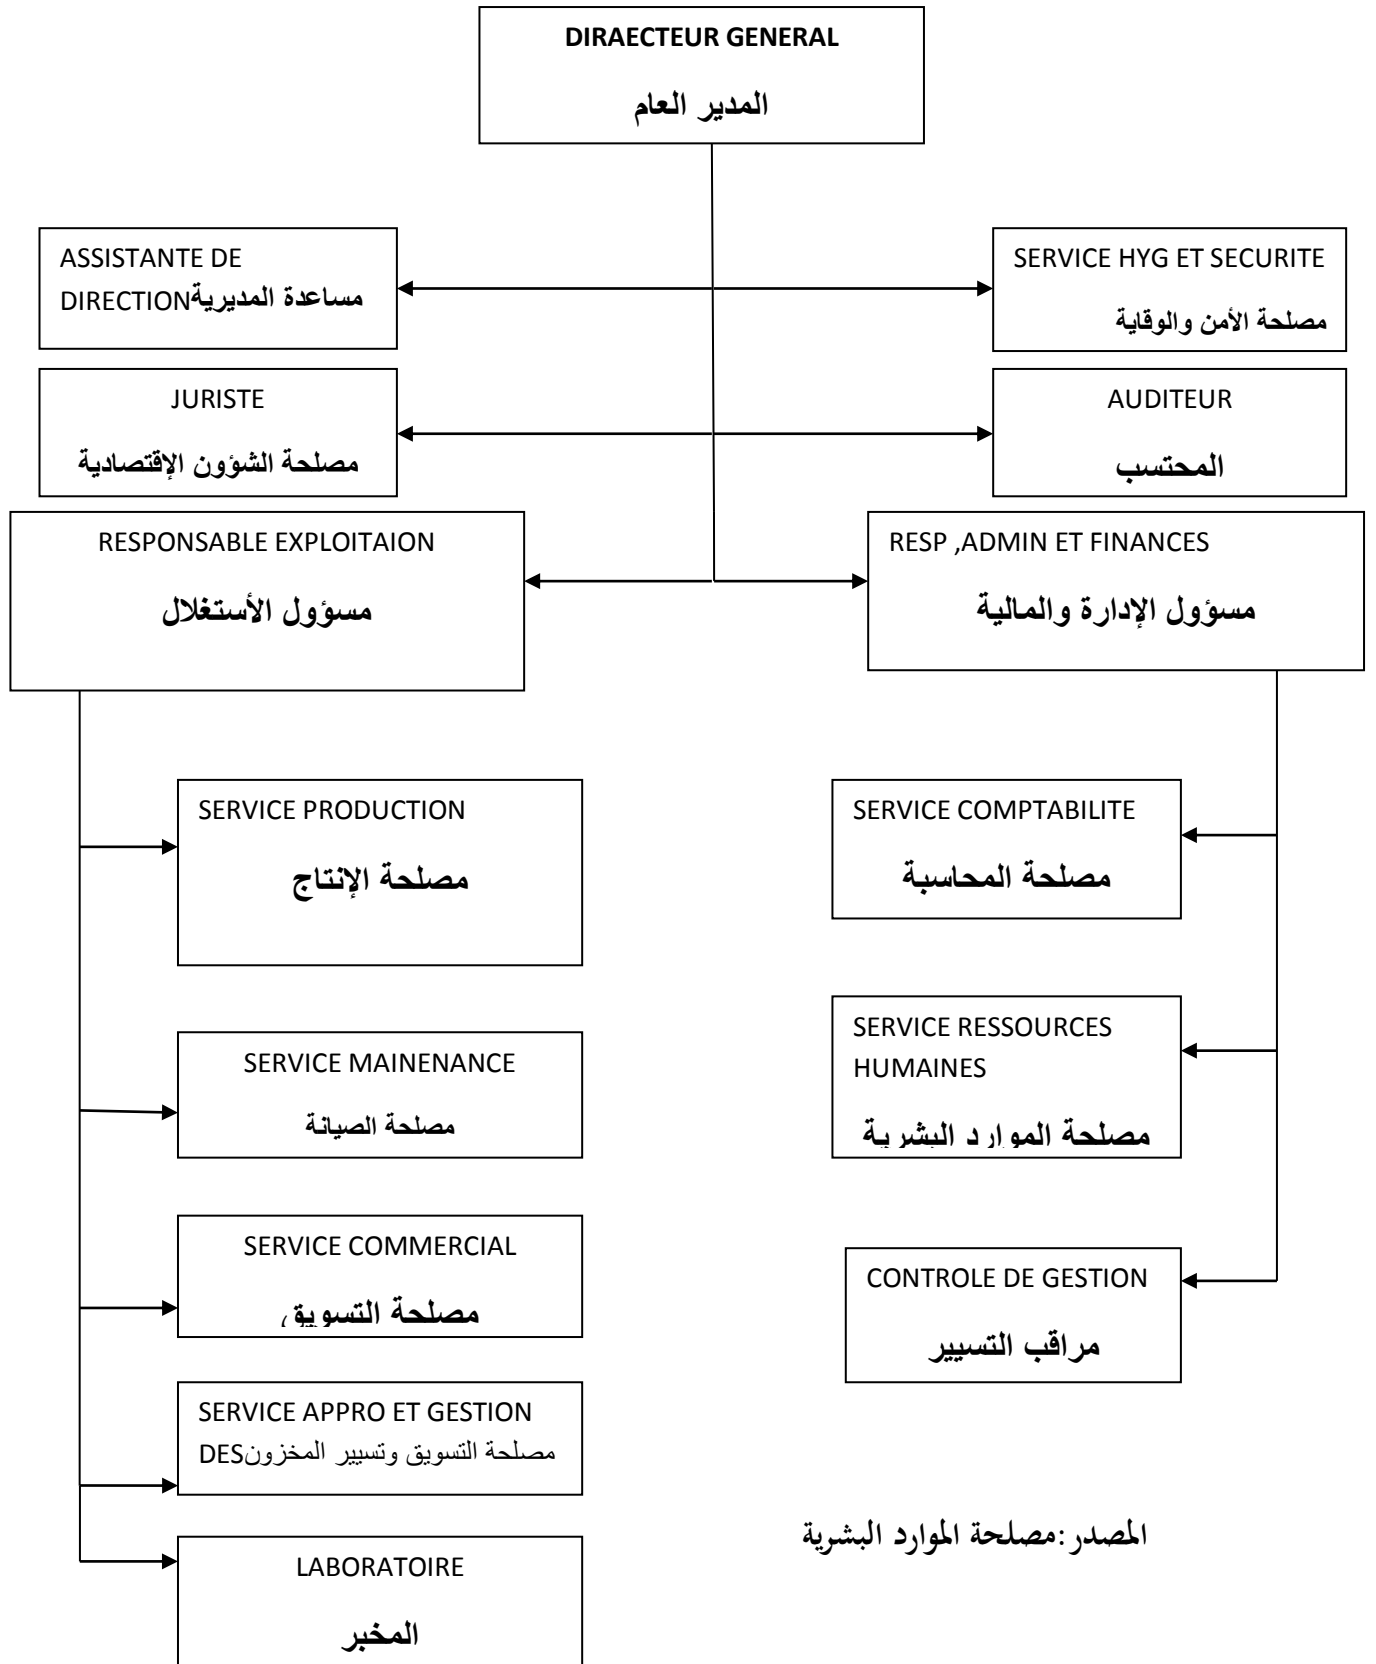 DIRAECTEUR GENERAL
المدير العام
ASSISTANTE DE
DIRECTIONمساعدة المديرية
SERVICE HYG ET SECURITE
مصلحة الأمن والوقاية
JURISTE
مصلحة الشؤون الإقتصادية
AUDITEUR
المحتسب
RESPONSABLE EXPLOITAION
مسؤول الأستغلال
RESP ,ADMIN ET FINANCES
مسؤول الإدارة والمالية
SERVICE PRODUCTION
مصلحة الإنتاج
SERVICE MAINENANCE
مصلحة الصيانة
SERVICE COMMERCIAL
مصلحة التسويق
SERVICE APPRO ET GESTION
DESمصلحة التسويق وتسيير المخزون
LABORATOIRE
المخبر
SERVICE COMPTABILITE
مصلحة المحاسبة
SERVICE RESSOURCES
HUMAINES
مصلحة الموارد البشرية
CONTROLE DE GESTION
مراقب التسيير
المصدر:مصلحة الموارد البشرية